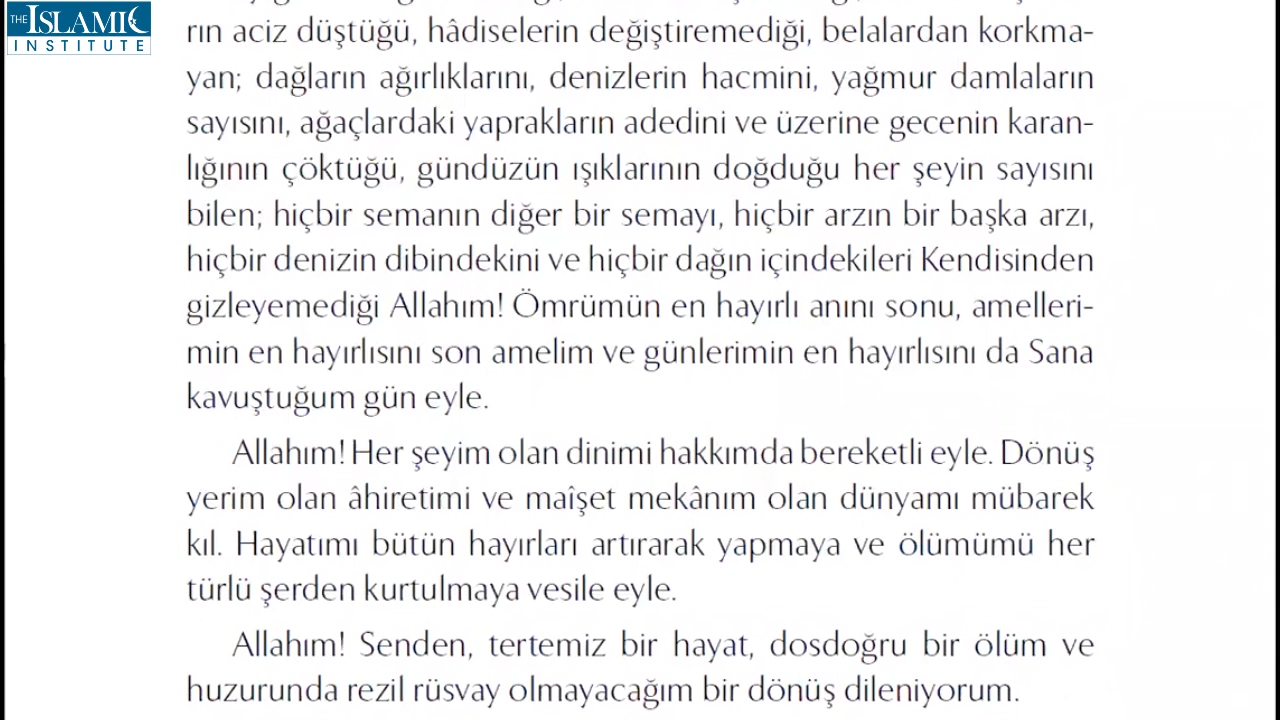 THE ISLAMIC
INSTITUTE
rın aciz düştüğü, hâdiselerin değiştiremediği, belalardan korkma-
yan; dağların ağırlıklarını, denizlerin hacmini, yağmur damlaların
sayısını, ağaçlardaki yaprakların adedini ve üzerine gecenin karan-
lığının çöktüğü, gündüzün ışıklarının doğduğu her şeyin sayısını
bilen; hiçbir semanın diğer bir semayı, hiçbir arzın bir başka arzı,
hiçbir denizin dibindekini ve hiçbir dağın içindekileri Kendisinden
gizleyemediği Allahım! Ömrümün en hayırlı anını sonu, amelleri-
min en hayırlısını son amelim ve günlerimin en hayırlısını da Sana
kavuştuğum gün eyle.
Allahım! Her şeyim olan dinimi hakkımda bereketli eyle. Dönüş
yerim olan âhiretimi ve maîşet mekânım olan dünyamı mübarek
kıl. Hayatımı bütün hayırları artırarak yapmaya ve ölümümü her
türlü şerden kurtulmaya vesile eyle.
Allahım! Senden, tertemiz bir hayat, dosdoğru bir ölüm ve
huzurunda rezil rüsvay olmayacağım bir dönüş dileniyorum.